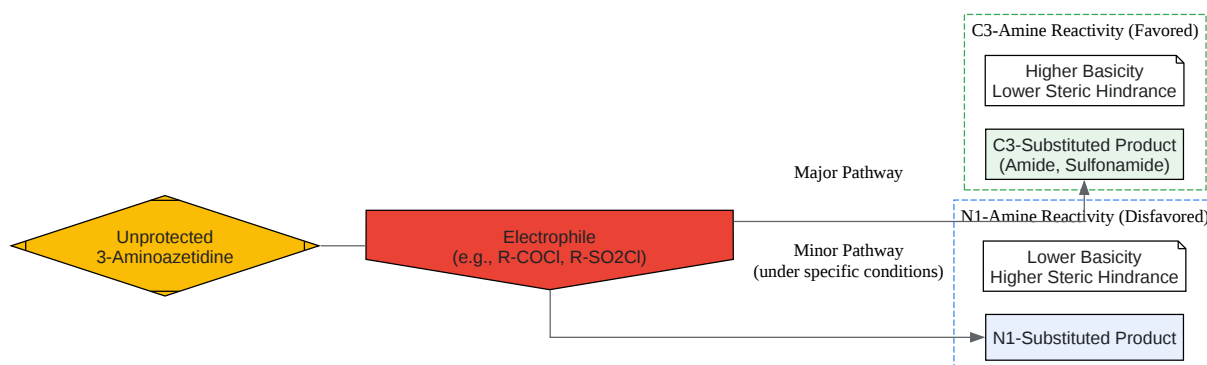 Unprotected
3-Aminoazetidine
Electrophile
(e.g., R-COCl, R-SO2Cl)
Major Pathway
Minor Pathway
(under specific conditions)
C3-Amine Reactivity (Favored)
Higher Basicity
Lower Steric Hindrance
C3-Substituted Product
(Amide, Sulfonamide)
N1-Amine Reactivity (Disfavored)
Lower Basicity
Higher Steric Hindrance
N1-Substituted Product